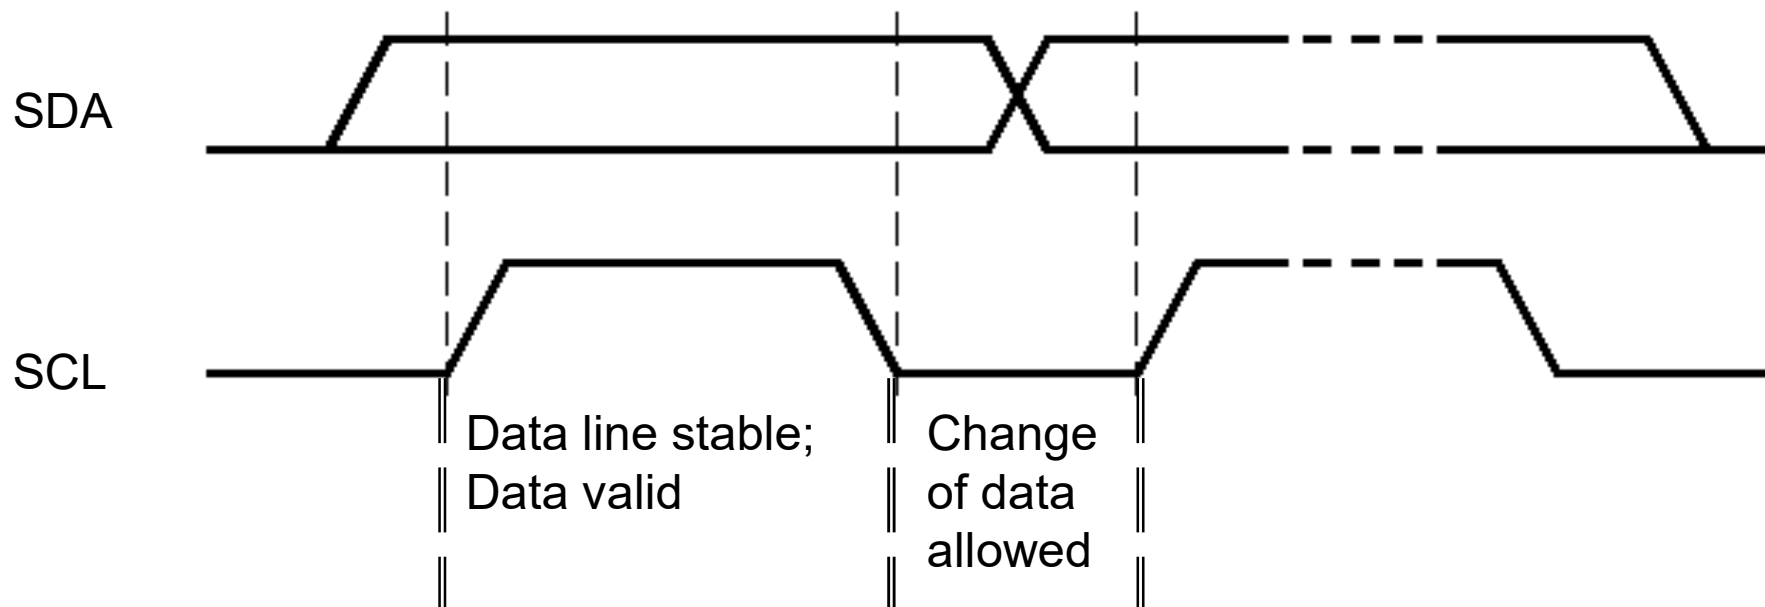 SDA
SCL
Data line stable;
Data valid
Change
of data
allowed